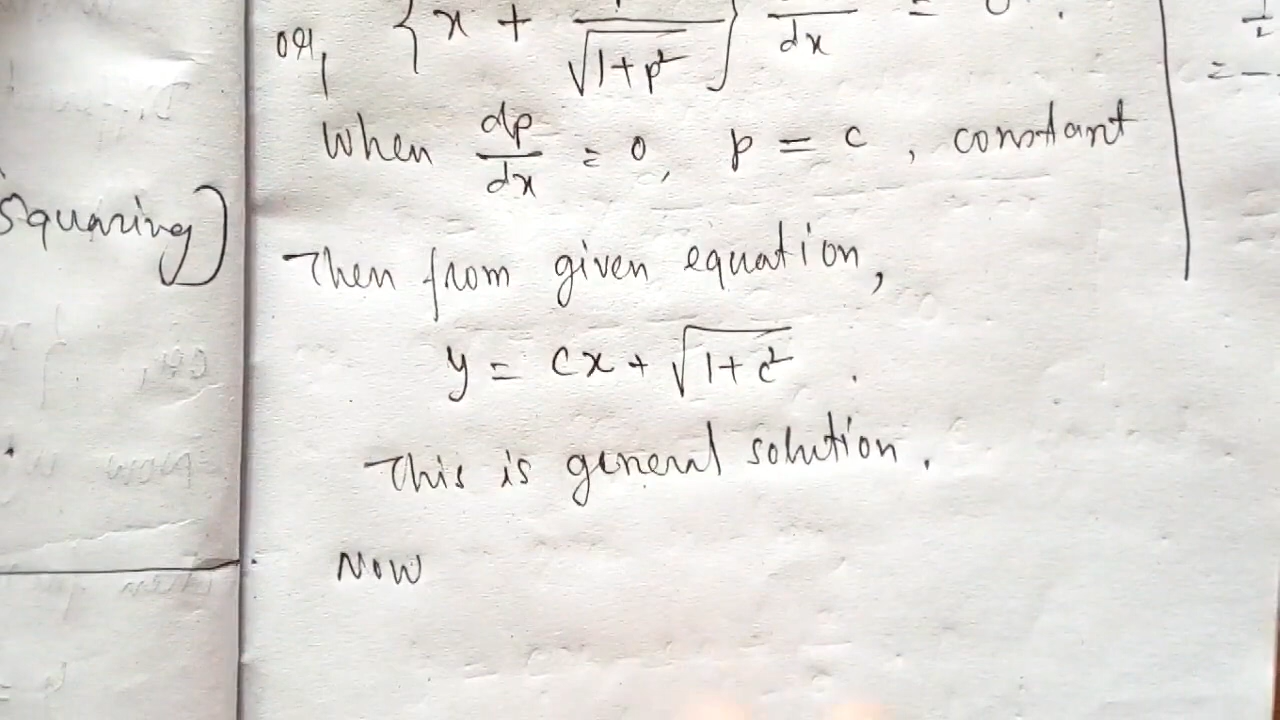 Squaring)
or, { x + p/√(1+p²) } dp/dx = 0.
When dp/dx = 0, p = c, constant
Then from given equation,
y = cx + √(1+c²).
This is general solution.
Now